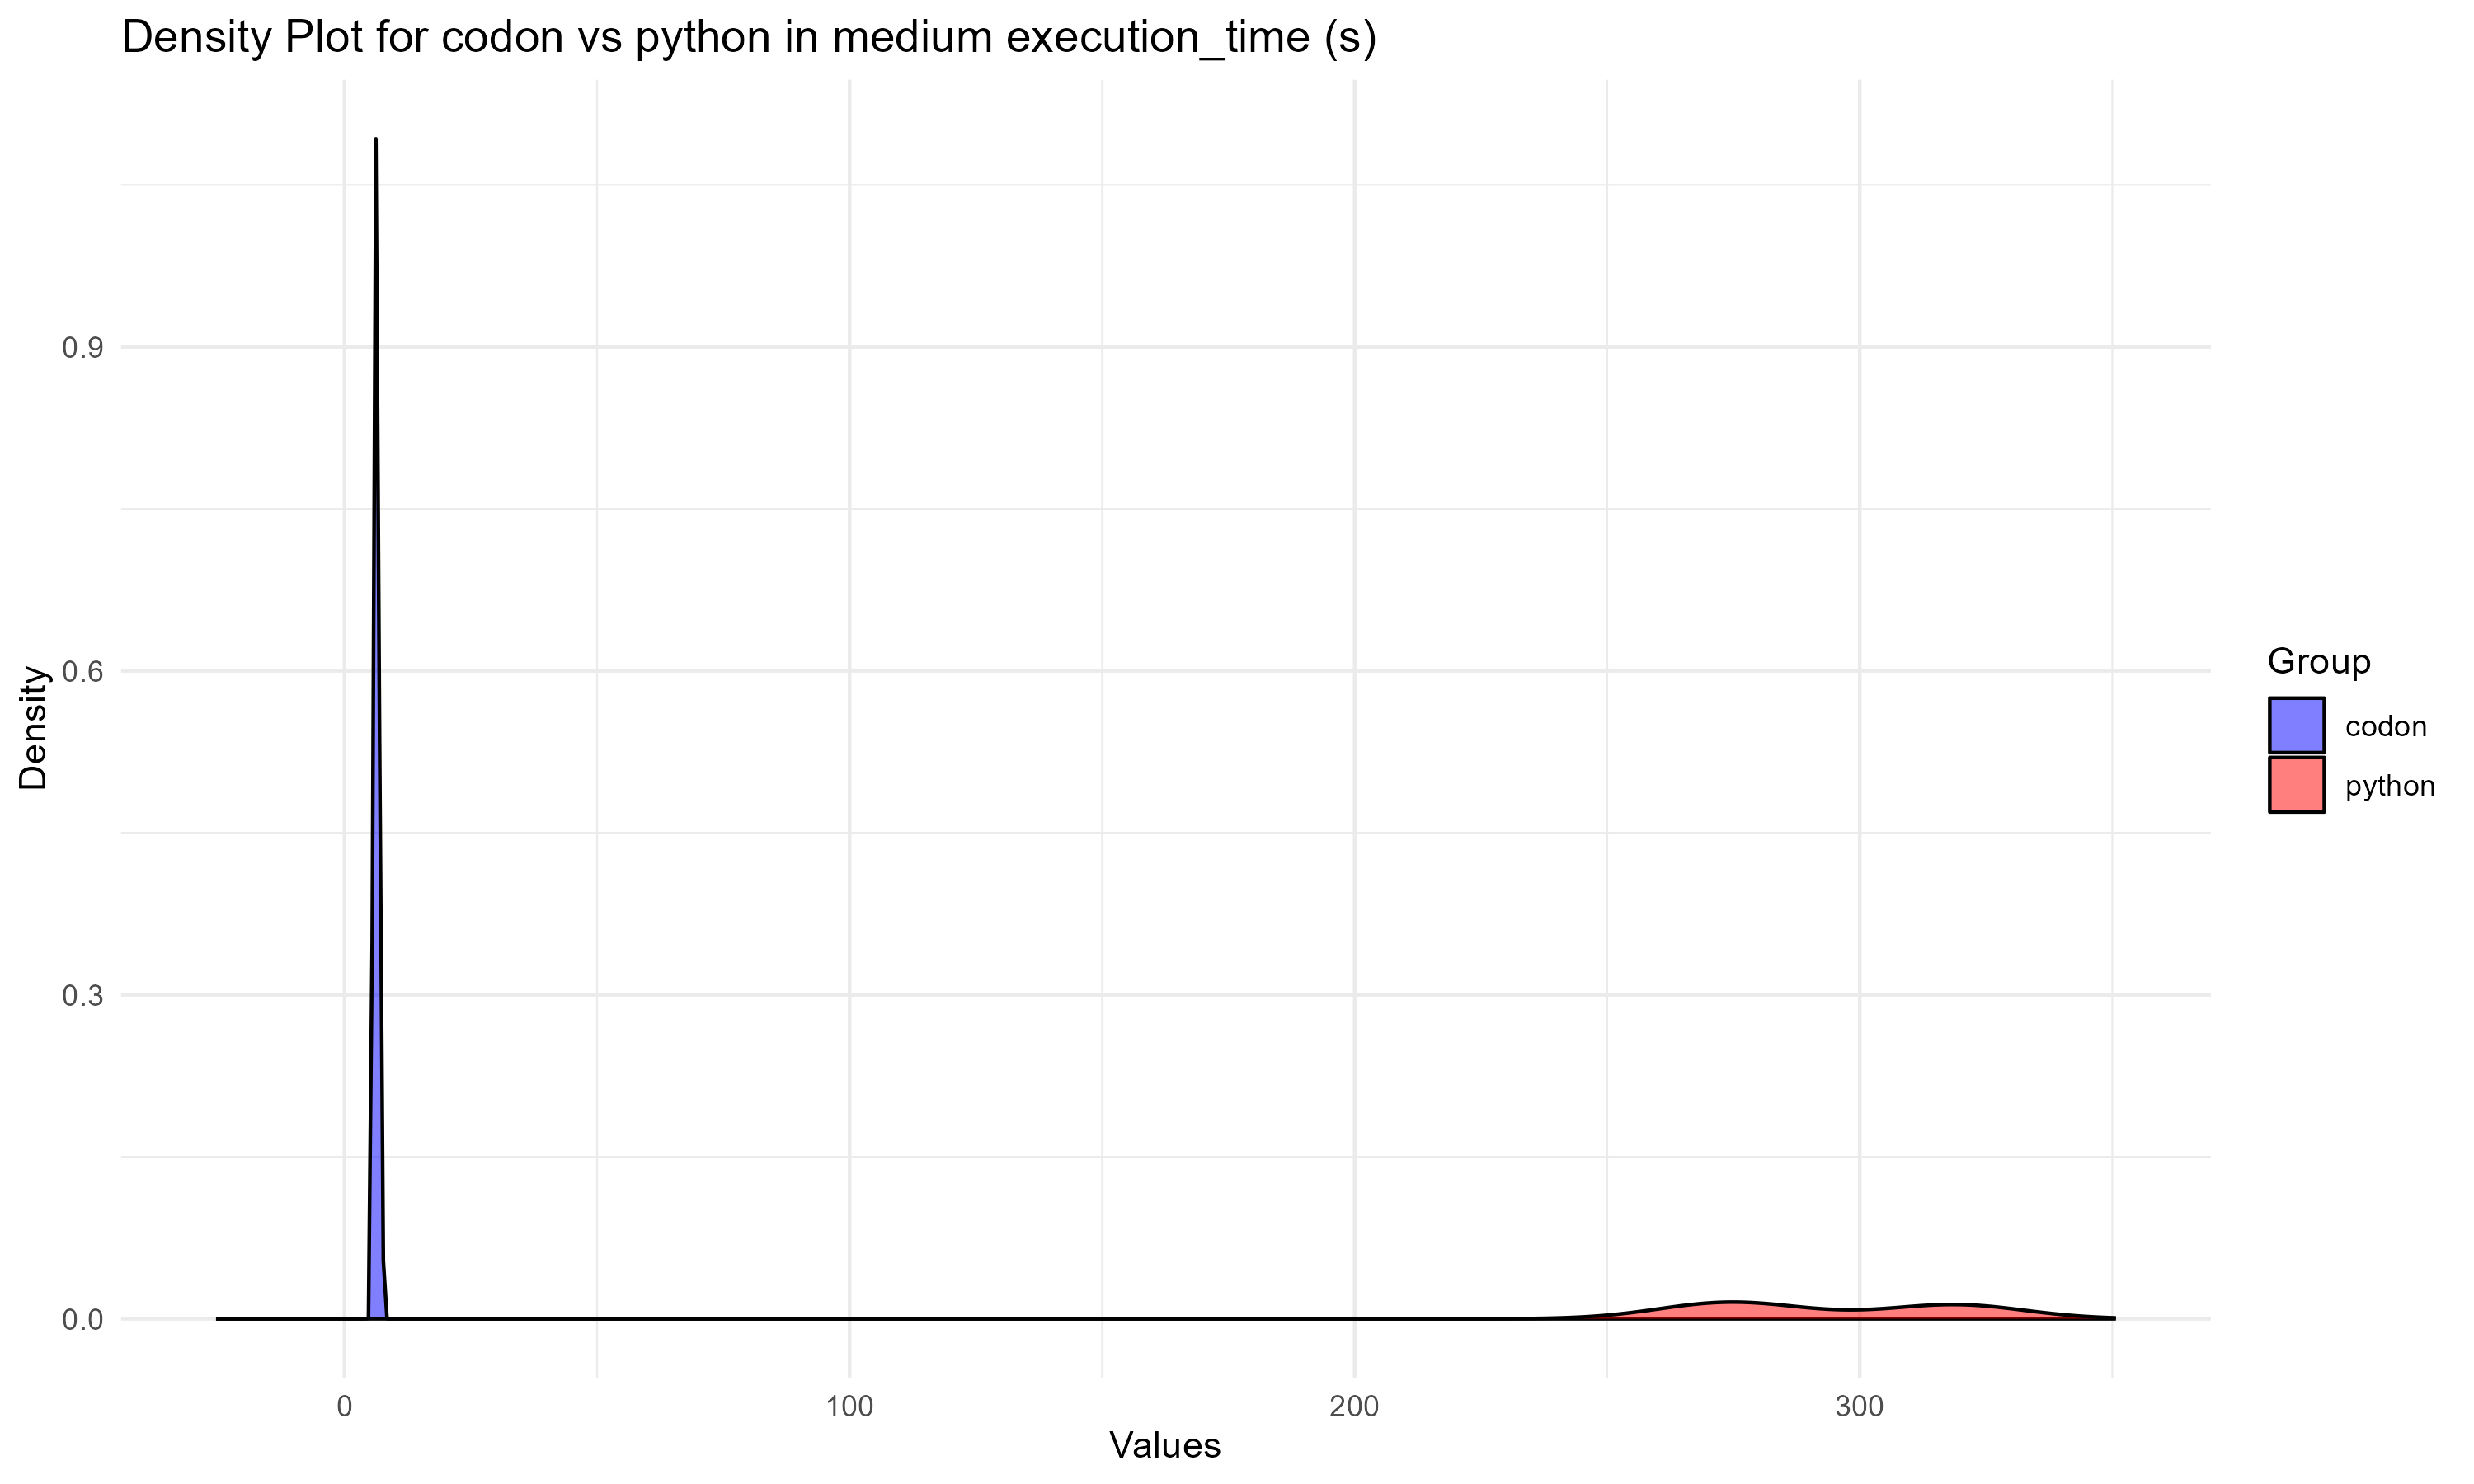 Density Plot for codon vs python in medium execution_time (s)
Density
0.9
0.6
0.3
0.0
0
100
200
300
Values
Group
codon
python